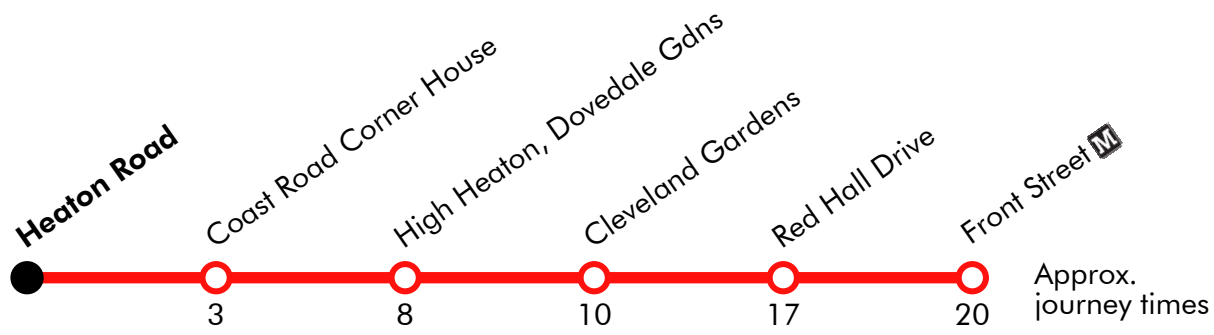 Heaton Road
Coast Road Corner House
High Heaton, Dovedale Gdns
Cleveland Gardens
Red Hall Drive
Front Street M
3
8
10
17
20
Approx.
journey times